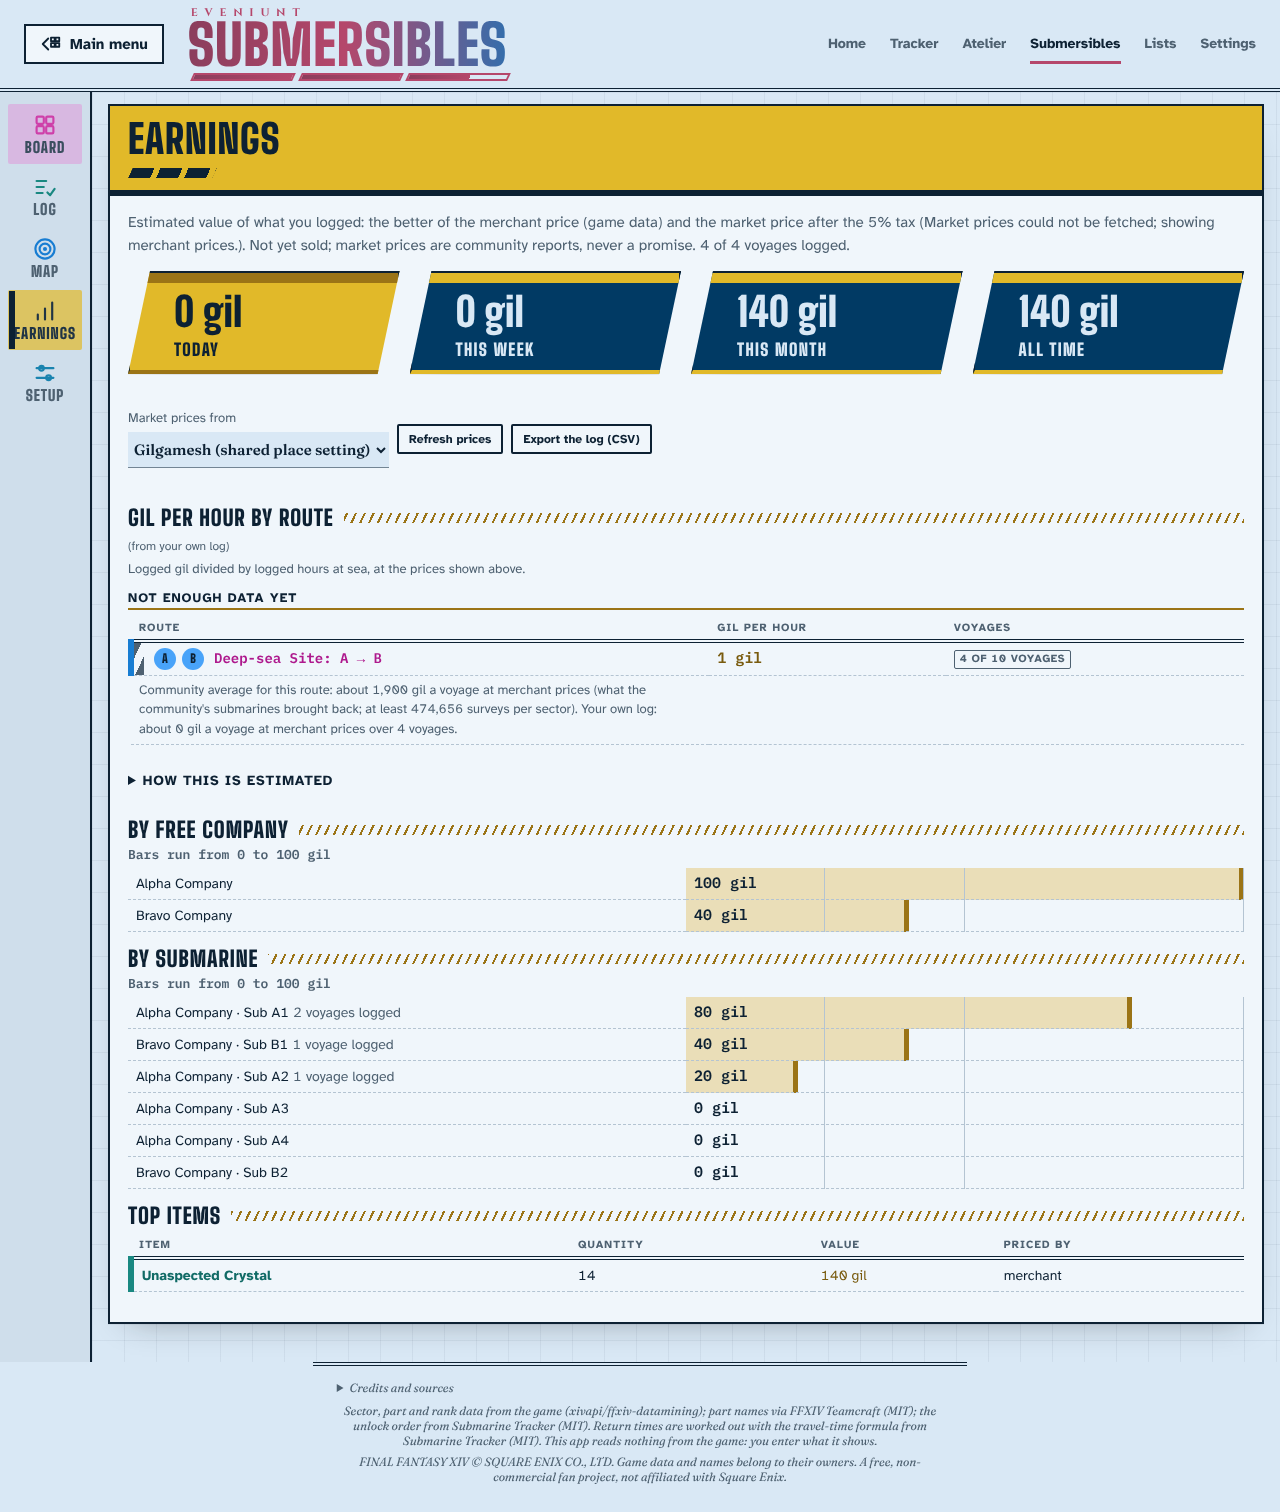 Main menu
EVENIUNT
SUBMERSIBLES
Home
Tracker
Atelier
Submersibles
Lists
Settings
BOARD
LOG
MAP
EARNINGS
SETUP
EARNINGS
Estimated value of what you logged: the better of the merchant price (game data) and the market price after the 5% tax (Market prices could not be fetched; showing
merchant prices.). Not yet sold; market prices are community reports, never a promise. 4 of 4 voyages logged.
0 gil
TODAY
0 gil
THIS WEEK
140 gil
THIS MONTH
140 gil
ALL TIME
Market prices from
Gilgamesh (shared place setting)
Refresh prices
Export the log (CSV)
GIL PER HOUR BY ROUTE
(from your own log)
Logged gil divided by logged hours at sea, at the prices shown above.
NOT ENOUGH DATA YET
ROUTE GIL PER HOUR VOYAGES
A B Deep-sea Site: A → B 1 gil 4 OF 10 VOYAGES
Community average for this route: about 1,900 gil a voyage at merchant prices (what the
community's submarines brought back; at least 474,656 surveys per sector). Your own log:
about 0 gil a voyage at merchant prices over 4 voyages.
HOW THIS IS ESTIMATED
BY FREE COMPANY
Bars run from 0 to 100 gil
Alpha Company 100 gil
Bravo Company 40 gil
BY SUBMARINE
Bars run from 0 to 100 gil
Alpha Company · Sub A1 2 voyages logged 80 gil
Bravo Company · Sub B1 1 voyage logged 40 gil
Alpha Company · Sub A2 1 voyage logged 20 gil
Alpha Company · Sub A3 0 gil
Alpha Company · Sub A4 0 gil
Bravo Company · Sub B2 0 gil
TOP ITEMS
ITEM QUANTITY VALUE PRICED BY
Unaspected Crystal 14 140 gil merchant
Credits and sources
Sector, part and rank data from the game (xivapi/ffxiv-datamining); part names via FFXIV Teamcraft (MIT); the
unlock order from Submarine Tracker (MIT). Return times are worked out with the travel-time formula from
Submarine Tracker (MIT). This app reads nothing from the game: you enter what it shows.
FINAL FANTASY XIV © SQUARE ENIX CO., LTD. Game data and names belong to their owners. A free, non-
commercial fan project, not affiliated with Square Enix.